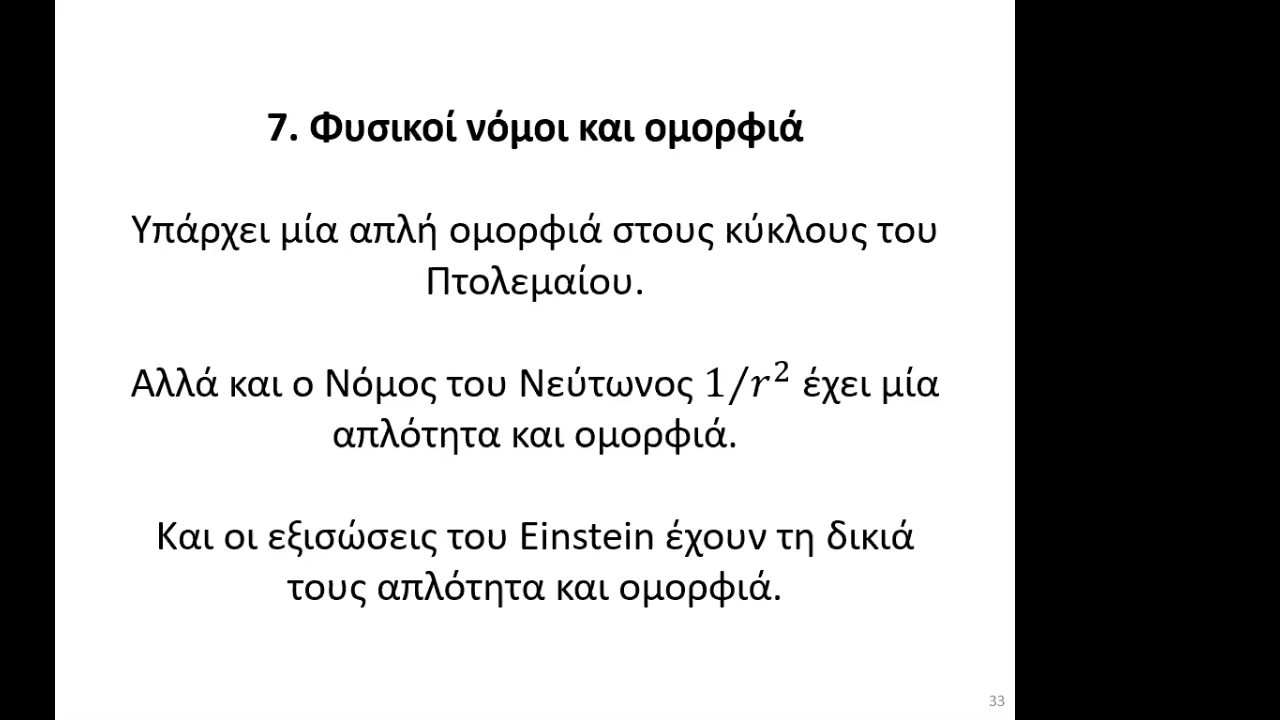 7. Φυσικοί νόμοι και ομορφιά
Υπάρχει μία απλή ομορφιά στους κύκλους του
Πτολεμαίου.
Αλλά και ο Νόμος του Νεύτωνος 1/r² έχει μία
απλότητα και ομορφιά.
Και οι εξισώσεις του Einstein έχουν τη δικιά
τους απλότητα και ομορφιά.
33